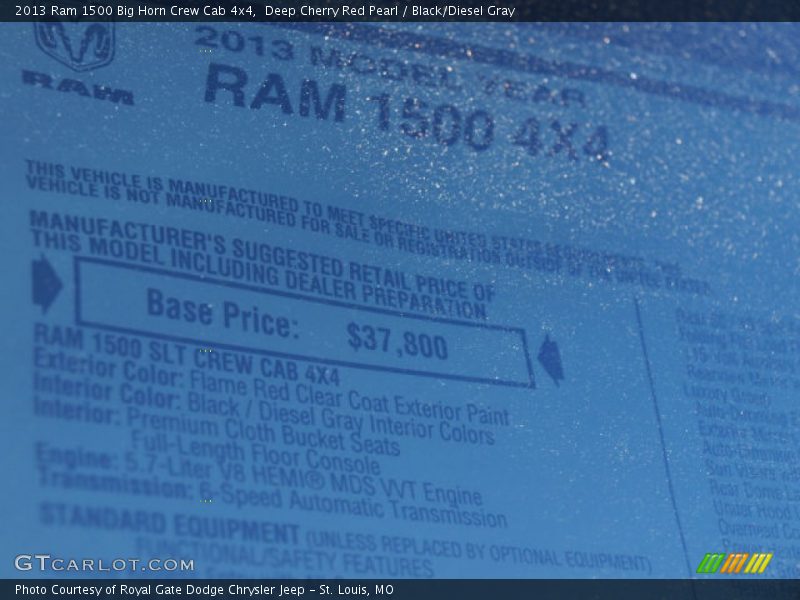 2013 Ram 1500 Big Horn Crew Cab 4x4, Deep Cherry Red Pearl / Black/Diesel Gray
RAM
2013 MODEL YEAR
RAM 1500 4X4
THIS VEHICLE IS MANUFACTURED TO MEET SPECIFIC UNITED STATES REQUIREMENTS. THIS
VEHICLE IS NOT MANUFACTURED FOR SALE OR REGISTRATION OUTSIDE OF THE UNITED STATES.
MANUFACTURER'S SUGGESTED RETAIL PRICE OF
THIS MODEL INCLUDING DEALER PREPARATION
Base Price: $37,800
RAM 1500 SLT CREW CAB 4X4
Exterior Color: Flame Red Clear Coat Exterior Paint
Interior Color: Black / Diesel Gray Interior Colors
Interior: Premium Cloth Bucket Seats
Full-Length Floor Console
Engine: 5.7-Liter V8 HEMI® MDS VVT Engine
Transmission: 6-Speed Automatic Transmission
STANDARD EQUIPMENT (UNLESS REPLACED BY OPTIONAL EQUIPMENT)
FUNCTIONAL/SAFETY FEATURES
Luxury Group
GTCARLOT.COM
Photo Courtesy of Royal Gate Dodge Chrysler Jeep – St. Louis, MO